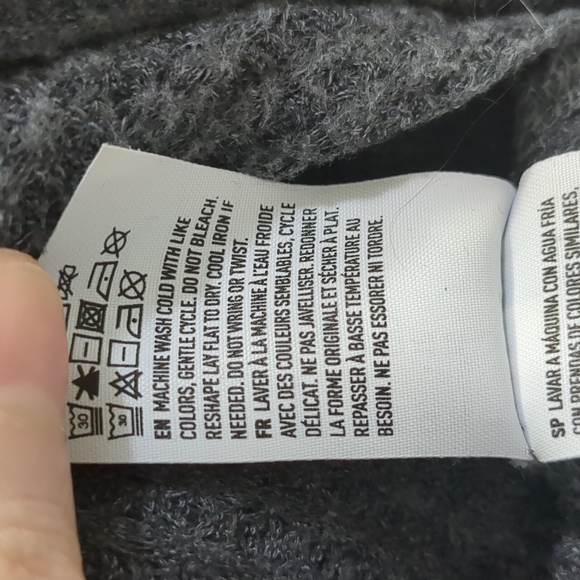 30
30
EN MACHINE WASH COLD WITH LIKE
COLORS, GENTLE CYCLE. DO NOT BLEACH.
RESHAPE LAY FLAT TO DRY. COOL IRON IF
NEEDED. DO NOT WRING OR TWIST.
FR LAVER À LA MACHINE À L'EAU FROIDE
AVEC DES COULEURS SEMBLABLES, CYCLE
DÉLICAT. NE PAS JAVELLISER. REDONNER
LA FORME ORIGINALE ET SÉCHER À PLAT.
REPASSER À BASSE TEMPÉRATURE AU
BESOIN. NE PAS ESSORER NI TORDRE.
SP LAVAR A MÁQUINA CON AGUA FRÍA
CON PRENDAS DE COLORES